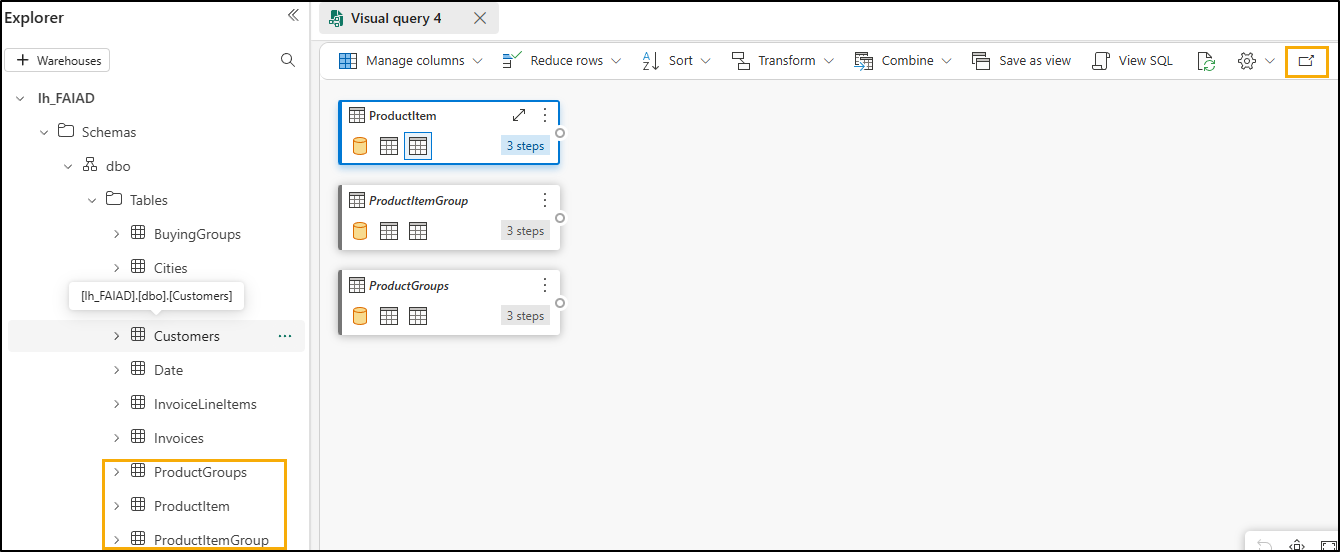 Explorer
Visual query 4
+ Warehouses
Manage columns
Reduce rows
Sort
Transform
Combine
Save as view
View SQL
lh_FAIAD
Schemas
dbo
Tables
BuyingGroups
Cities
[lh_FAIAD].[dbo].[Customers]
Customers
Date
InvoiceLineItems
Invoices
ProductGroups
ProductItem
ProductItemGroup
ProductItem
3 steps
ProductItemGroup
3 steps
ProductGroups
3 steps